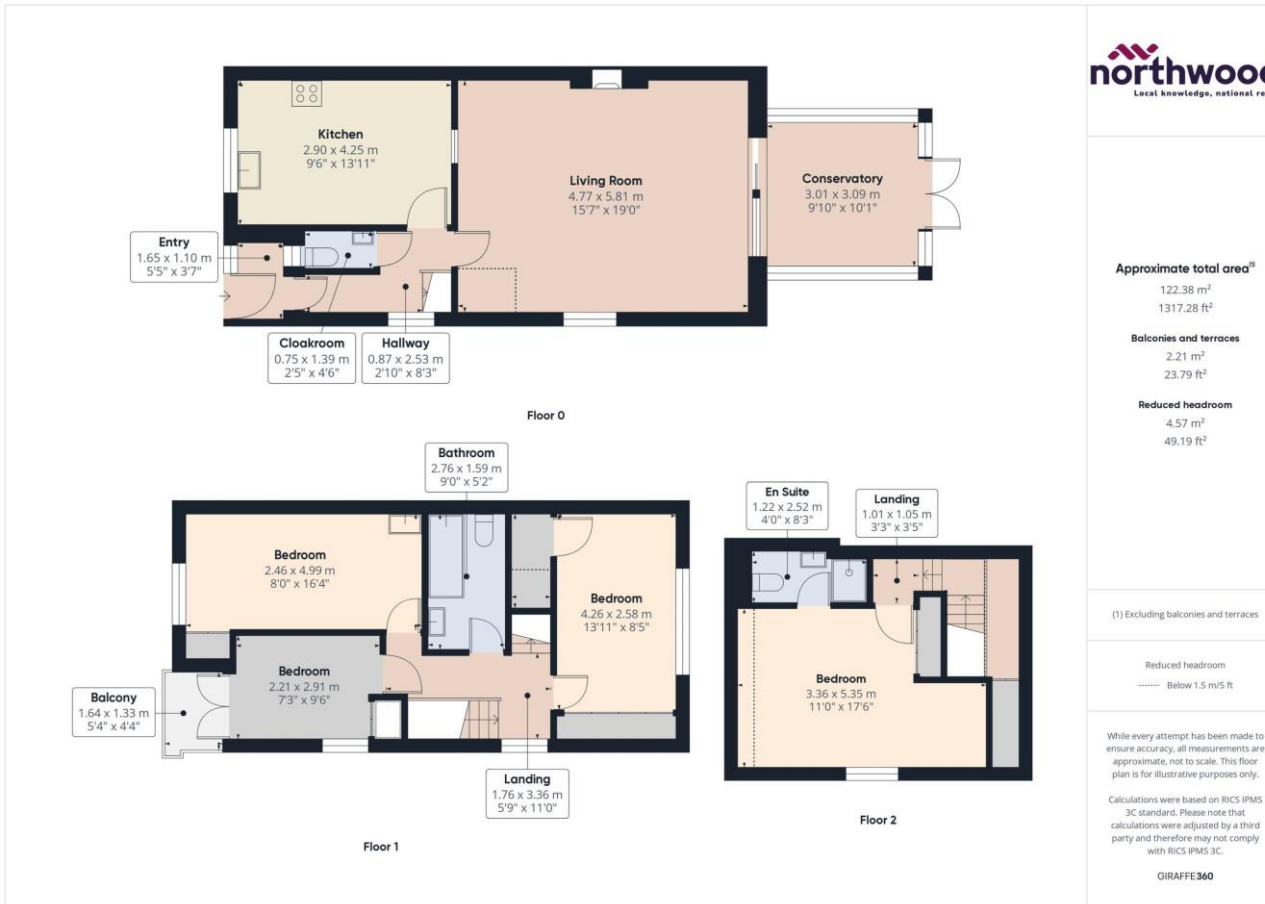 Kitchen
2.90 x 4.25 m
9'6" x 13'11"
Living Room
4.77 x 5.81 m
15'7" x 19'0"
Conservatory
3.01 x 3.09 m
9'10" x 10'1"
Entry
1.65 x 1.10 m
5'5" x 3'7"
Cloakroom
0.75 x 1.39 m
2'5" x 4'6"
Hallway
0.87 x 2.53 m
2'10" x 8'3"
Floor 0
Bathroom
2.76 x 1.59 m
9'0" x 5'2"
Bedroom
2.46 x 4.99 m
8'0" x 16'4"
Bedroom
4.26 x 2.58 m
13'11" x 8'5"
Bedroom
2.21 x 2.91 m
7'3" x 9'6"
Balcony
1.64 x 1.33 m
5'4" x 4'4"
Landing
1.76 x 3.36 m
5'9" x 11'0"
Floor 1
En Suite
1.22 x 2.52 m
4'0" x 8'3"
Landing
1.01 x 1.05 m
3'3" x 3'5"
Bedroom
3.36 x 5.35 m
11'0" x 17'6"
Floor 2
northwood
Local knowledge, national re
Approximate total area(1)
122.38 m²
1317.28 ft²
Balconies and terraces
2.21 m²
23.79 ft²
Reduced headroom
4.57 m²
49.19 ft²
(1) Excluding balconies and terraces
Reduced headroom
Below 1.5 m/5 ft
While every attempt has been made to
ensure accuracy, all measurements are
approximate, not to scale. This floor
plan is for illustrative purposes only.
Calculations were based on RICS IPMS
3C standard. Please note that
calculations were adjusted by a third
party and therefore may not comply
with RICS IPMS 3C.
GIRAFFE360